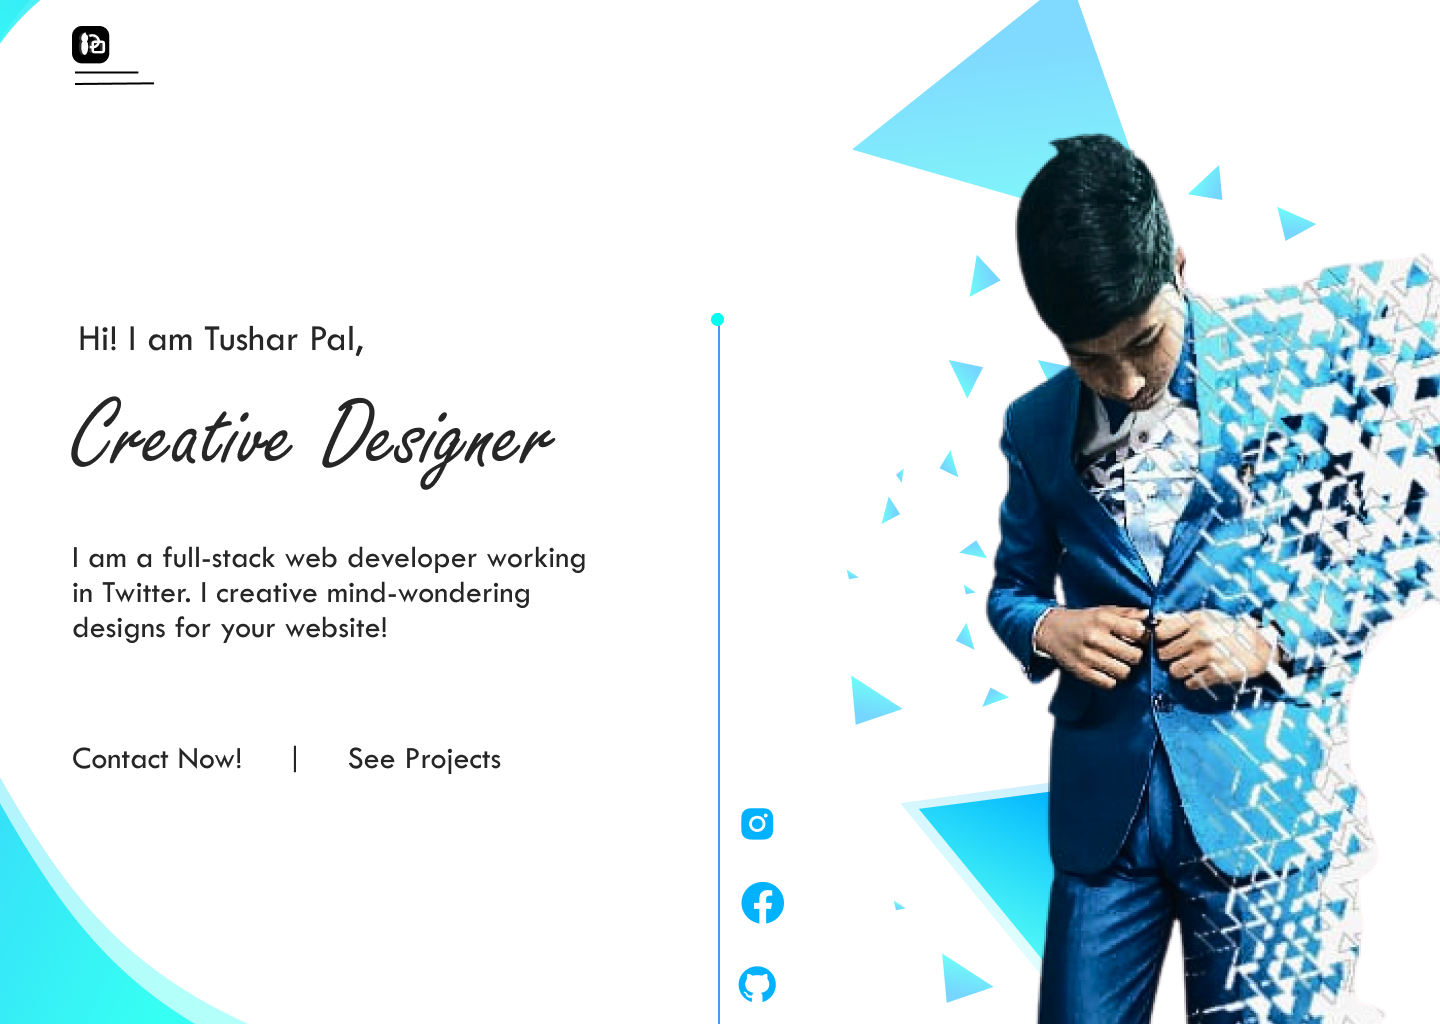 Hi! I am Tushar Pal,
Creative Designer
I am a full-stack web developer working
in Twitter. I creative mind-wondering
designs for your website!
Contact Now! | See Projects